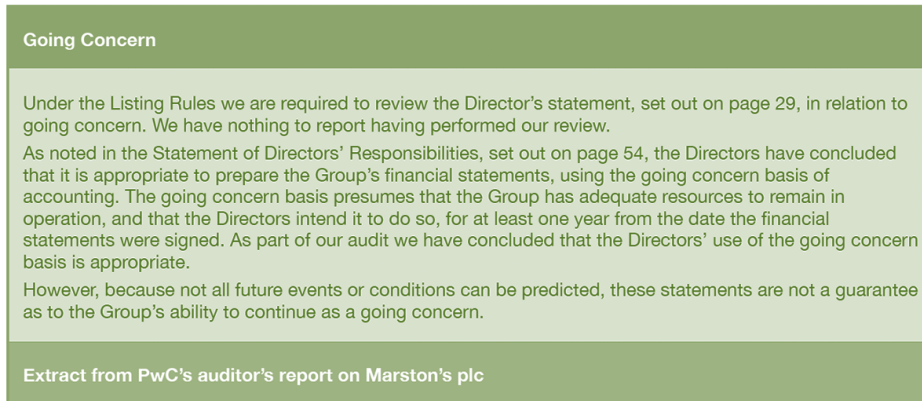 Going Concern
Under the Listing Rules we are required to review the Director's statement, set out on page 29, in relation to
going concern. We have nothing to report having performed our review.
As noted in the Statement of Directors' Responsibilities, set out on page 54, the Directors have concluded
that it is appropriate to prepare the Group's financial statements, using the going concern basis of
accounting. The going concern basis presumes that the Group has adequate resources to remain in
operation, and that the Directors intend it to do so, for at least one year from the date the financial
statements were signed. As part of our audit we have concluded that the Directors' use of the going concern
basis is appropriate.
However, because not all future events or conditions can be predicted, these statements are not a guarantee
as to the Group's ability to continue as a going concern.
Extract from PwC's auditor's report on Marston's plc